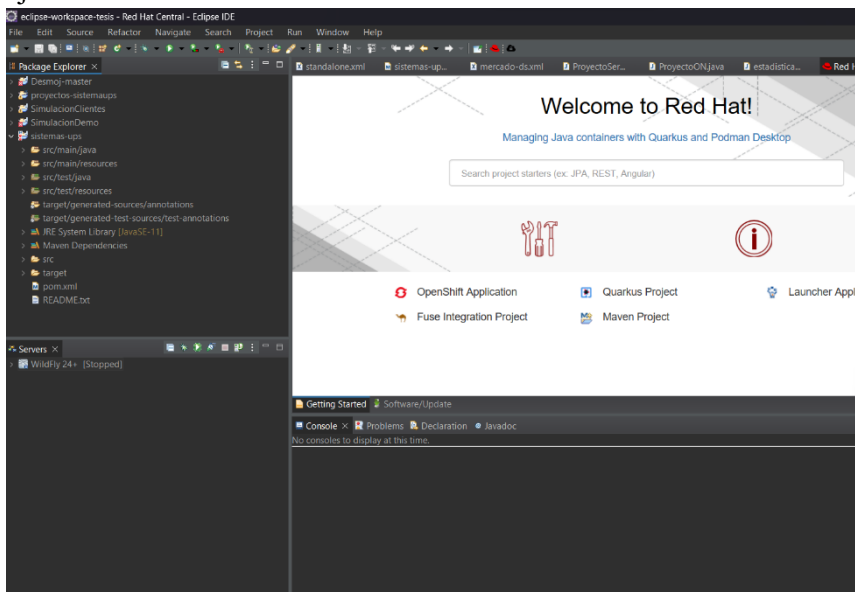 eclipse-workspace-tesis - Red Hat Central - Eclipse IDE
File Edit Source Refactor Navigate Search Project Run Window Help
Package Explorer
standalone.xml sistemas-up... mercado-ds.xml ProyectoSer... ProyectoON.java estadistica... Red H
Desmoj-master
proyectos-sistemaups
SimulacionClientes
SimulacionDemo
sistemas-ups
src/main/java
src/main/resources
src/test/java
src/test/resources
target/generated-sources/annotations
target/generated-test-sources/test-annotations
JRE System Library [JavaSE-11]
Maven Dependencies
src
target
pom.xml
README.txt
Servers
WildFly 24+ [Stopped]
Welcome to Red Hat!
Managing Java containers with Quarkus and Podman Desktop
Search project starters (ex: JPA, REST, Angular)
OpenShift Application Quarkus Project Launcher Appl
Fuse Integration Project Maven Project
Getting Started Software/Update
Console Problems Declaration Javadoc
No consoles to display at this time.